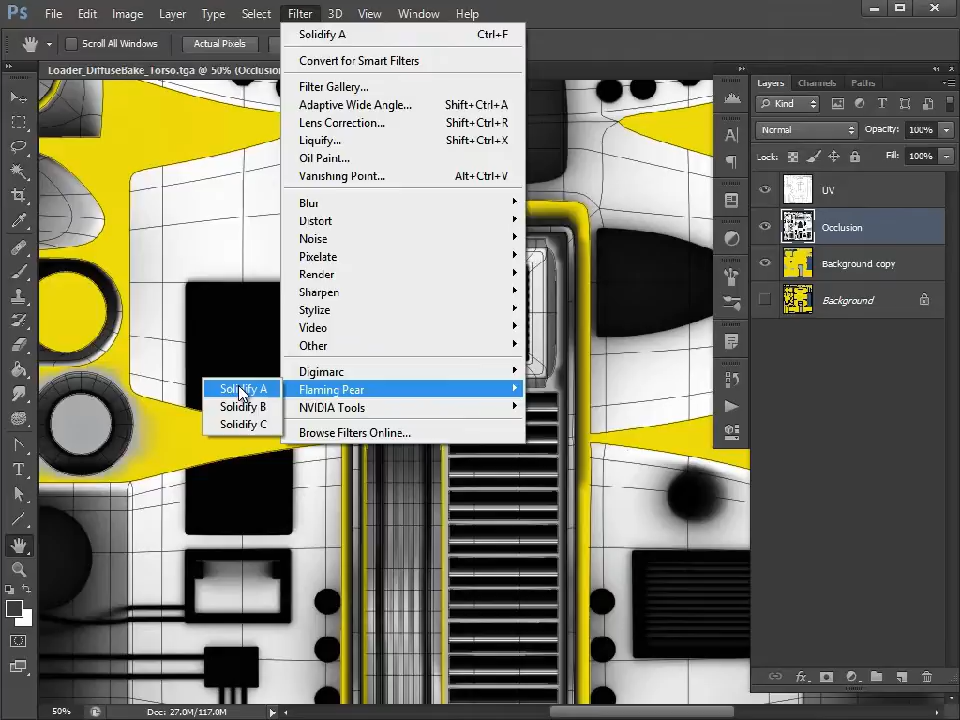 Ps File Edit Image Layer Type Select Filter 3D View Window Help
Scroll All Windows Actual Pixels
Loader_DiffuseBake_Torso.tga @ 50% (Occlusion
Solidify A Ctrl+F
Convert for Smart Filters
Filter Gallery...
Adaptive Wide Angle... Shift+Ctrl+A
Lens Correction... Shift+Ctrl+R
Liquify... Shift+Ctrl+X
Oil Paint...
Vanishing Point... Alt+Ctrl+V
Blur
Distort
Noise
Pixelate
Render
Sharpen
Stylize
Video
Other
Digimarc
Flaming Pear
NVIDIA Tools
Browse Filters Online...
Solidify A
Solidify B
Solidify C
Layers Channels Paths
Kind
Normal Opacity: 100%
Lock: Fill: 100%
UV
Occlusion
Background copy
Background
50% Doc: 27.0M/117.0M